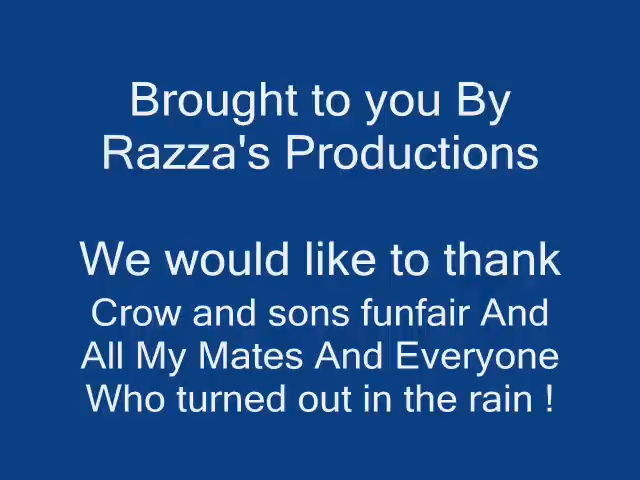 Brought to you By
Razza's Productions
We would like to thank
Crow and sons funfair And
All My Mates And Everyone
Who turned out in the rain !